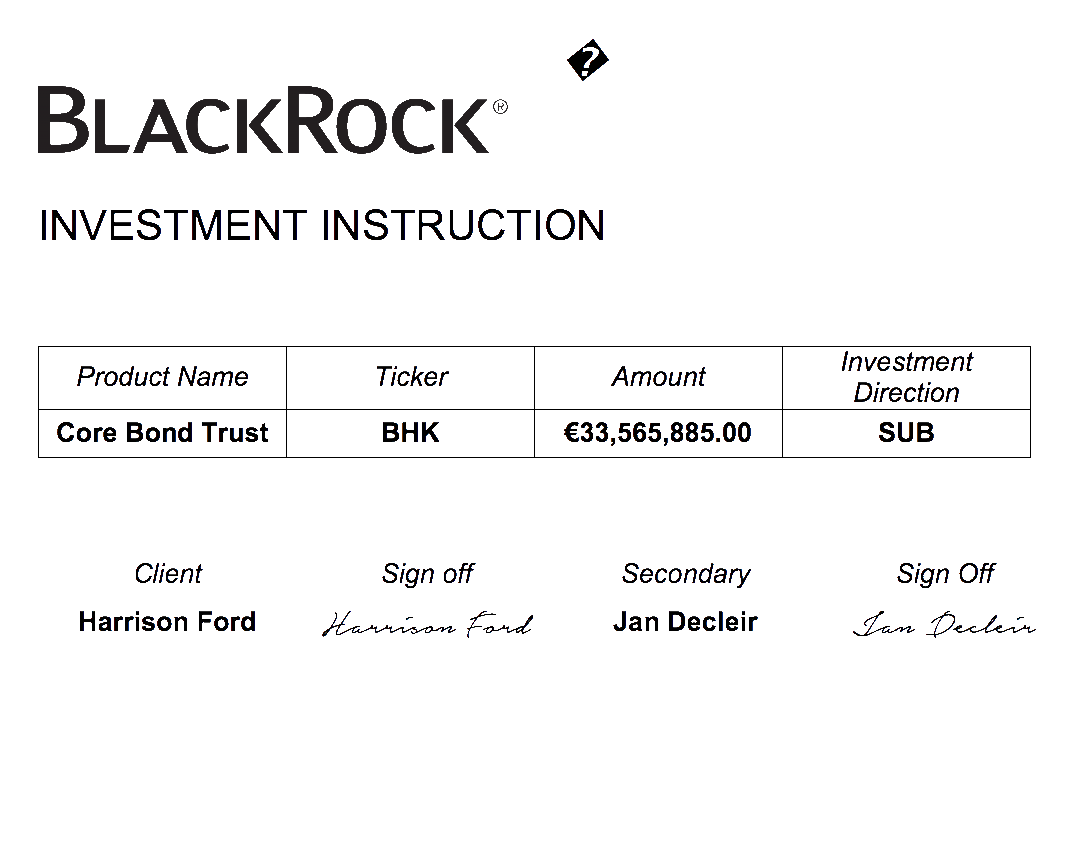 �
BLACKROCK®
INVESTMENT INSTRUCTION
Product Name Ticker Amount Investment Direction
Core Bond Trust BHK €33,565,885.00 SUB
Client Sign off Secondary Sign Off
Harrison Ford Harrison Ford Jan Decleir Jan Decleir